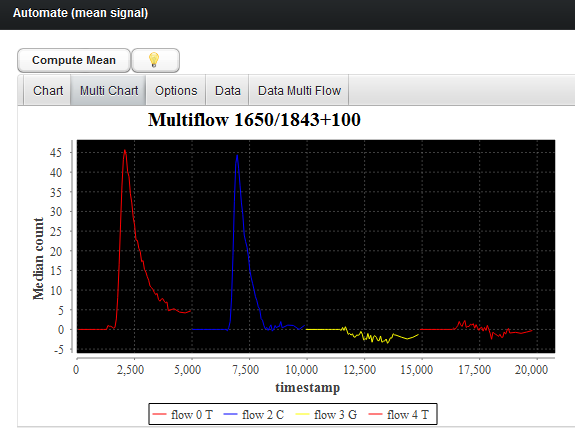 Automate (mean signal)
Compute Mean
Chart Multi Chart Options Data Data Multi Flow
Multiflow 1650/1843+100
Median count
45
40
35
30
25
20
15
10
5
0
-5
0 2,500 5,000 7,500 10,000 12,500 15,000 17,500 20,000
timestamp
flow 0 T flow 2 C flow 3 G flow 4 T